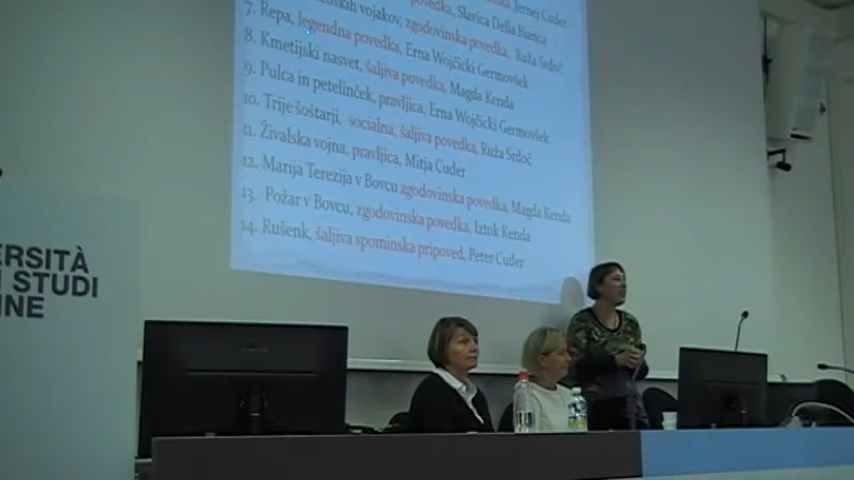 povedka, Jernej Cuder
vojakov, zgodovinska povedka, Slavica Della Bianca
7. Repa, legendna povedka, Ruža Srdoč
8. Kmetijski nasvet, šaljiva povedka, Erna Wojčicki Germovšek
9. Pulca in petelinček, pravljica, Magda Kenda
10. Trije šoštarji, socialna, šaljiva povedka, Erna Wojčicki Germovšek
11. Živalska vojna, pravljica, Mitja Cuder
12. Marija Terezija v Bovcu, zgodovinska povedka, Magda Kenda
13. Požar v Bovcu, zgodovinska povedka, Iztok Kenda
14. Rušenk, šaljiva spominska pripoved, Peter Cuder
ERSITÀ
I STUDI
INE